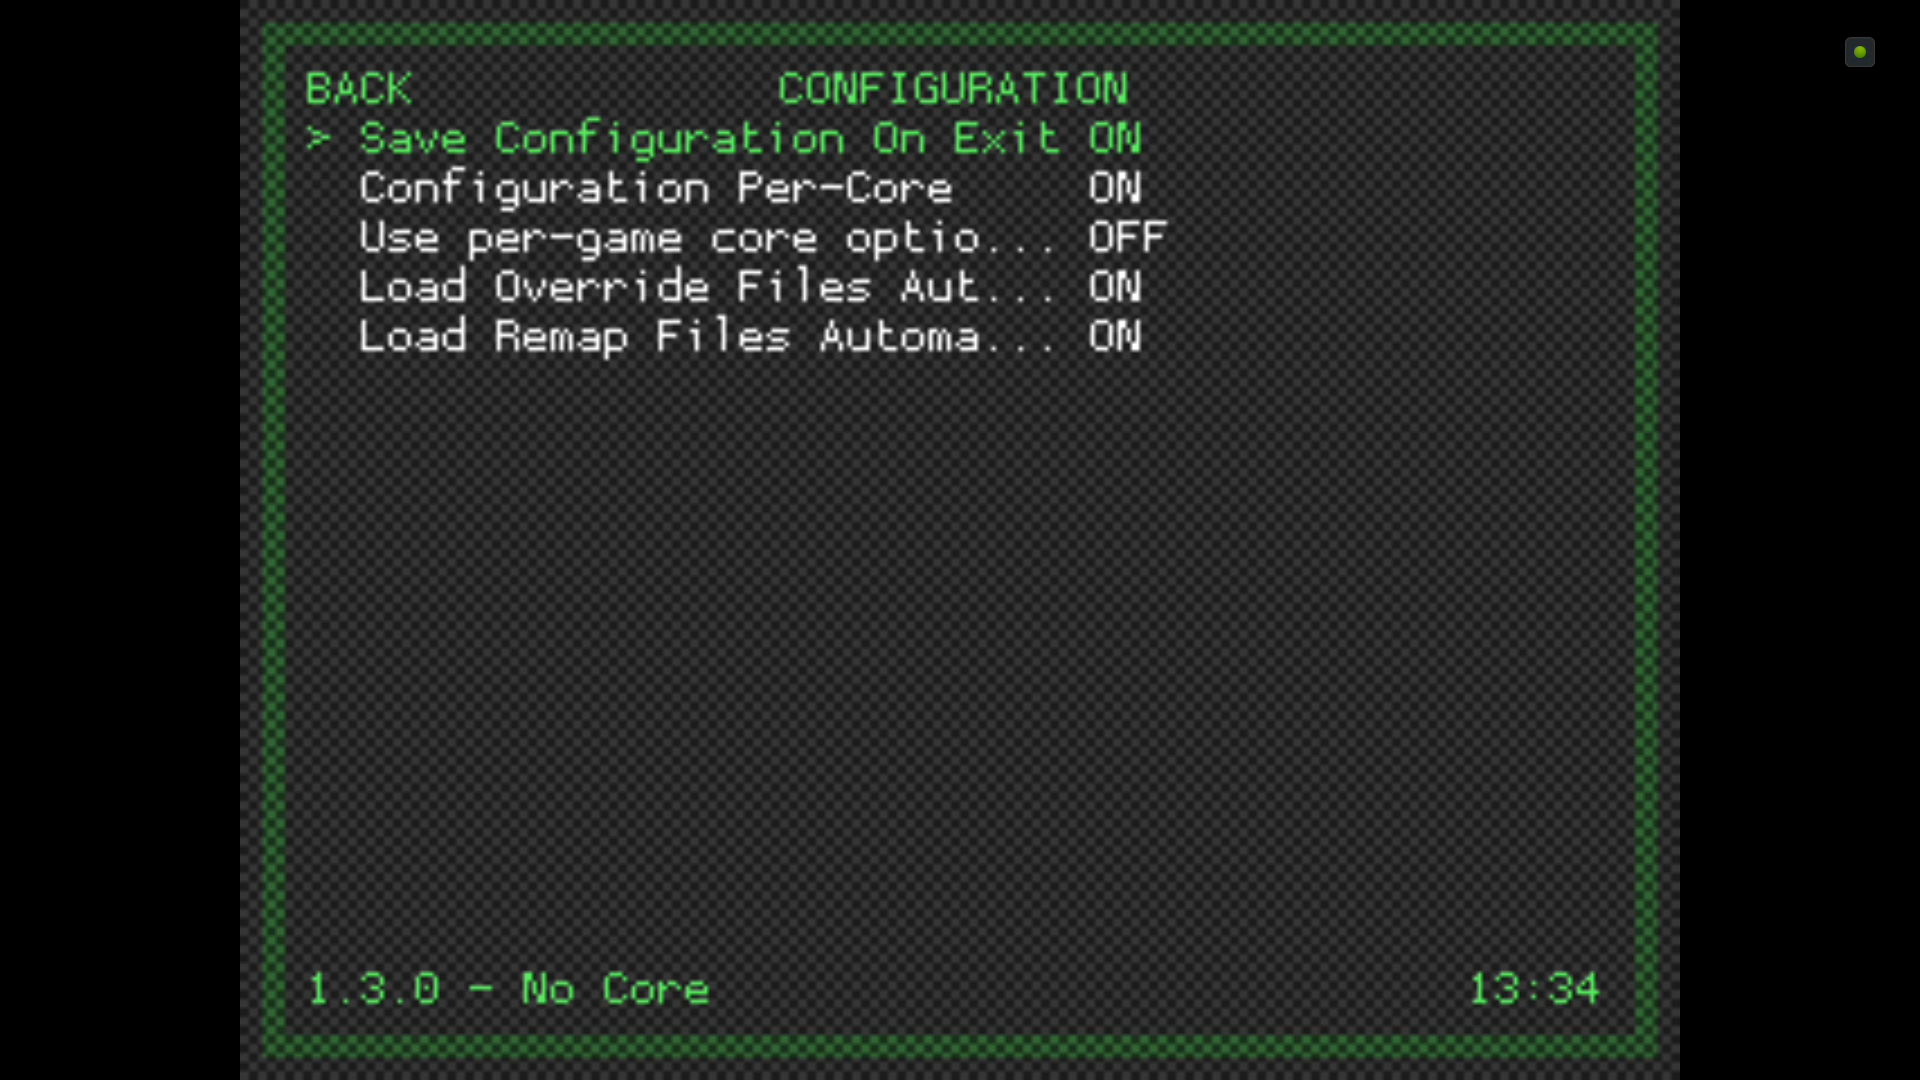 BACK CONFIGURATION
> Save Configuration On Exit ON
Configuration Per-Core ON
Use per-game core optio... OFF
Load Override Files Aut... ON
Load Remap Files Automa... ON
1.3.0 - No Core 13:34